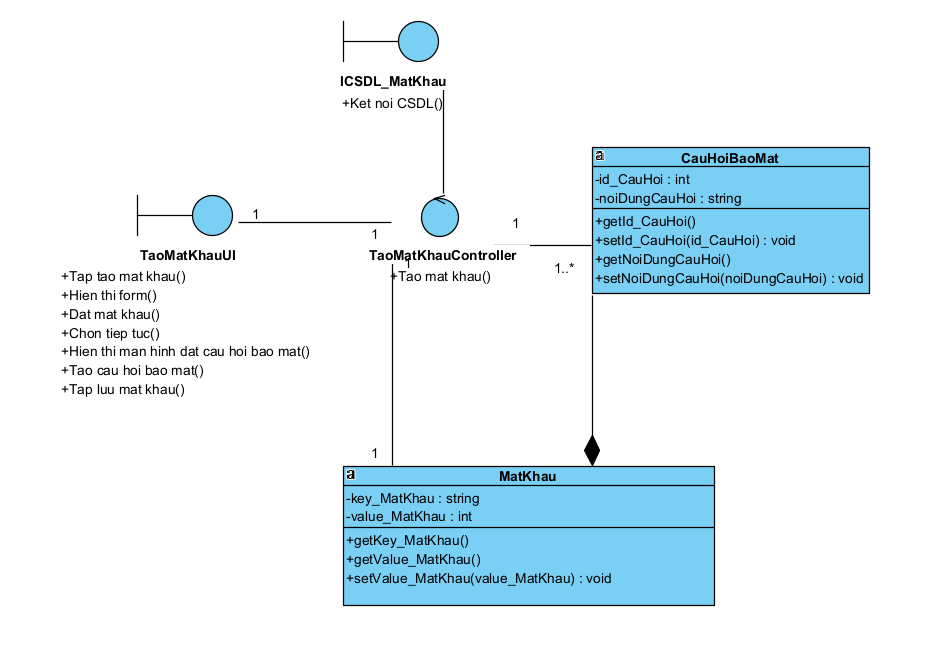 ICSDL_MatKhau
+Ket noi CSDL()
TaoMatKhauUI
+Tap tao mat khau()
+Hien thi form()
+Dat mat khau()
+Chon tiep tuc()
+Hien thi man hinh dat cau hoi bao mat()
+Tao cau hoi bao mat()
+Tap luu mat khau()
1
1
TaoMatKhauController
1
+Tao mat khau()
1
1..*
a
CauHoiBaoMat
-id_CauHoi : int
-noiDungCauHoi : string
+getId_CauHoi()
+setId_CauHoi(id_CauHoi) : void
+getNoiDungCauHoi()
+setNoiDungCauHoi(noiDungCauHoi) : void
1
a
MatKhau
-key_MatKhau : string
-value_MatKhau : int
+getKey_MatKhau()
+getValue_MatKhau()
+setValue_MatKhau(value_MatKhau) : void